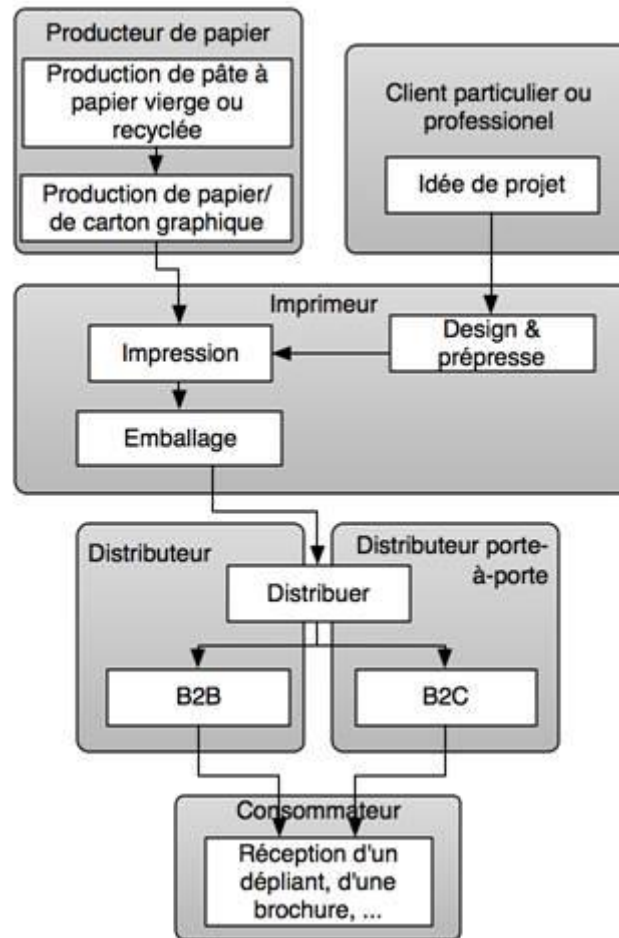 Producteur de papier
Production de pâte à
papier vierge ou
recyclée
Production de papier/
de carton graphique
Client particulier ou
professionel
Idée de projet
Imprimeur
Impression
Design &
prépresse
Emballage
Distributeur
Distributeur porte-
à-porte
Distribuer
B2B
B2C
Consommateur
Réception d'un
dépliant, d'une
brochure, ...